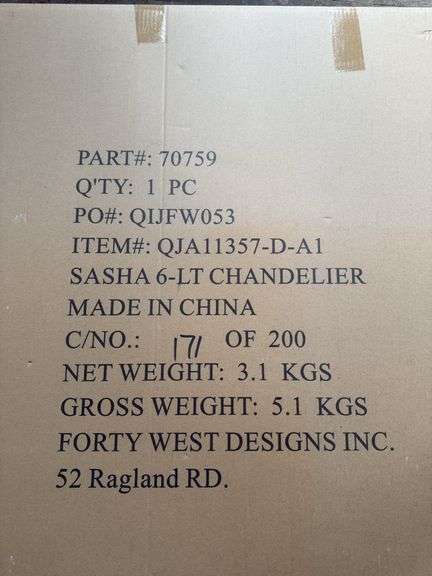 PART#: 70759
Q'TY: 1 PC
PO#: QIJFW053
ITEM#: QJA11357-D-A1
SASHA 6-LT CHANDELIER
MADE IN CHINA
C/NO.: 171 OF 200
NET WEIGHT: 3.1 KGS
GROSS WEIGHT: 5.1 KGS
FORTY WEST DESIGNS INC.
52 Ragland RD.